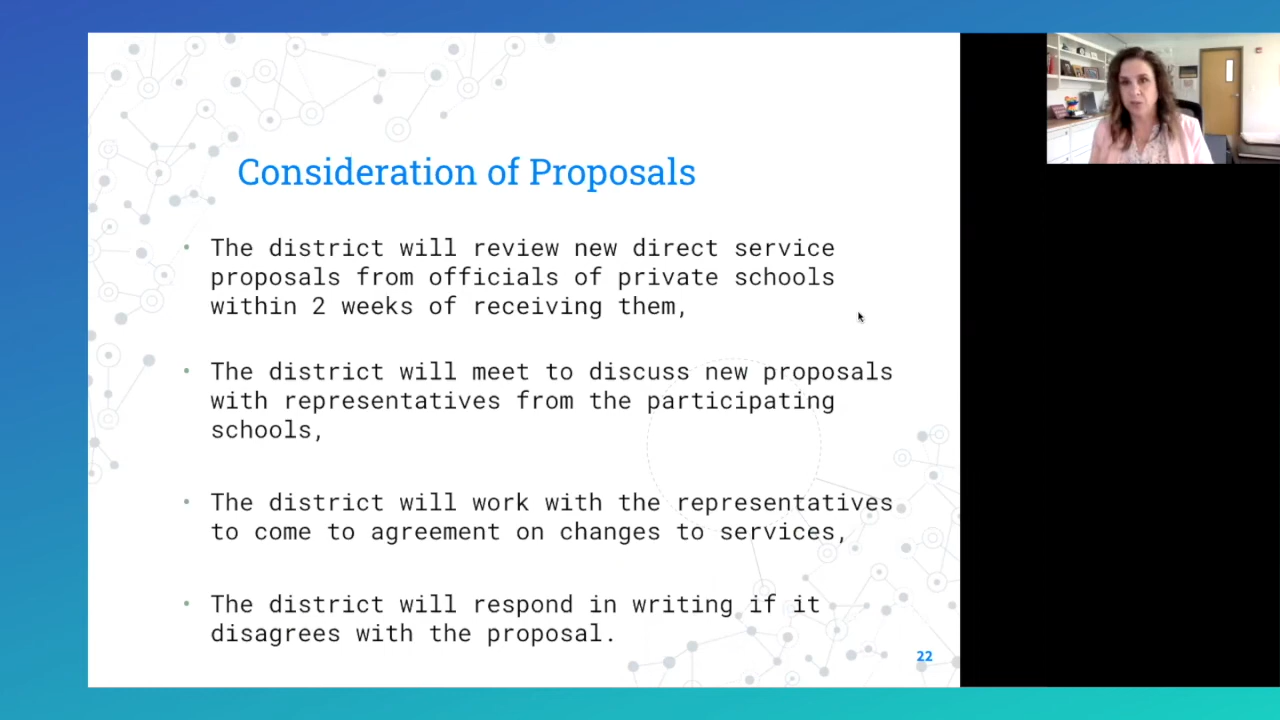 Consideration of Proposals
• The district will review new direct service
proposals from officials of private schools
within 2 weeks of receiving them,
• The district will meet to discuss new proposals
with representatives from the participating
schools,
• The district will work with the representatives
to come to agreement on changes to services,
• The district will respond in writing if it
disagrees with the proposal.
22